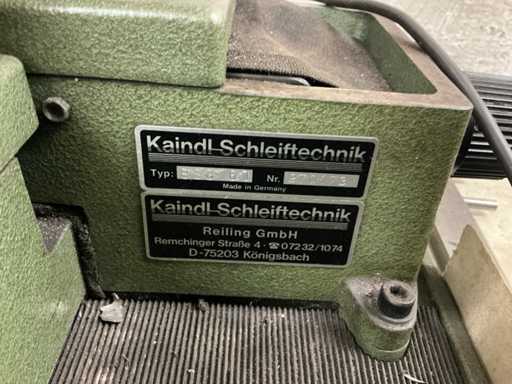 Kaindl-Schleiftechnik
Typ: Nr.
Made in Germany
Kaindl-Schleiftechnik
Reiling GmbH
Remchinger Straße 4 · ☎ 07232/1074
D-75203 Königsbach